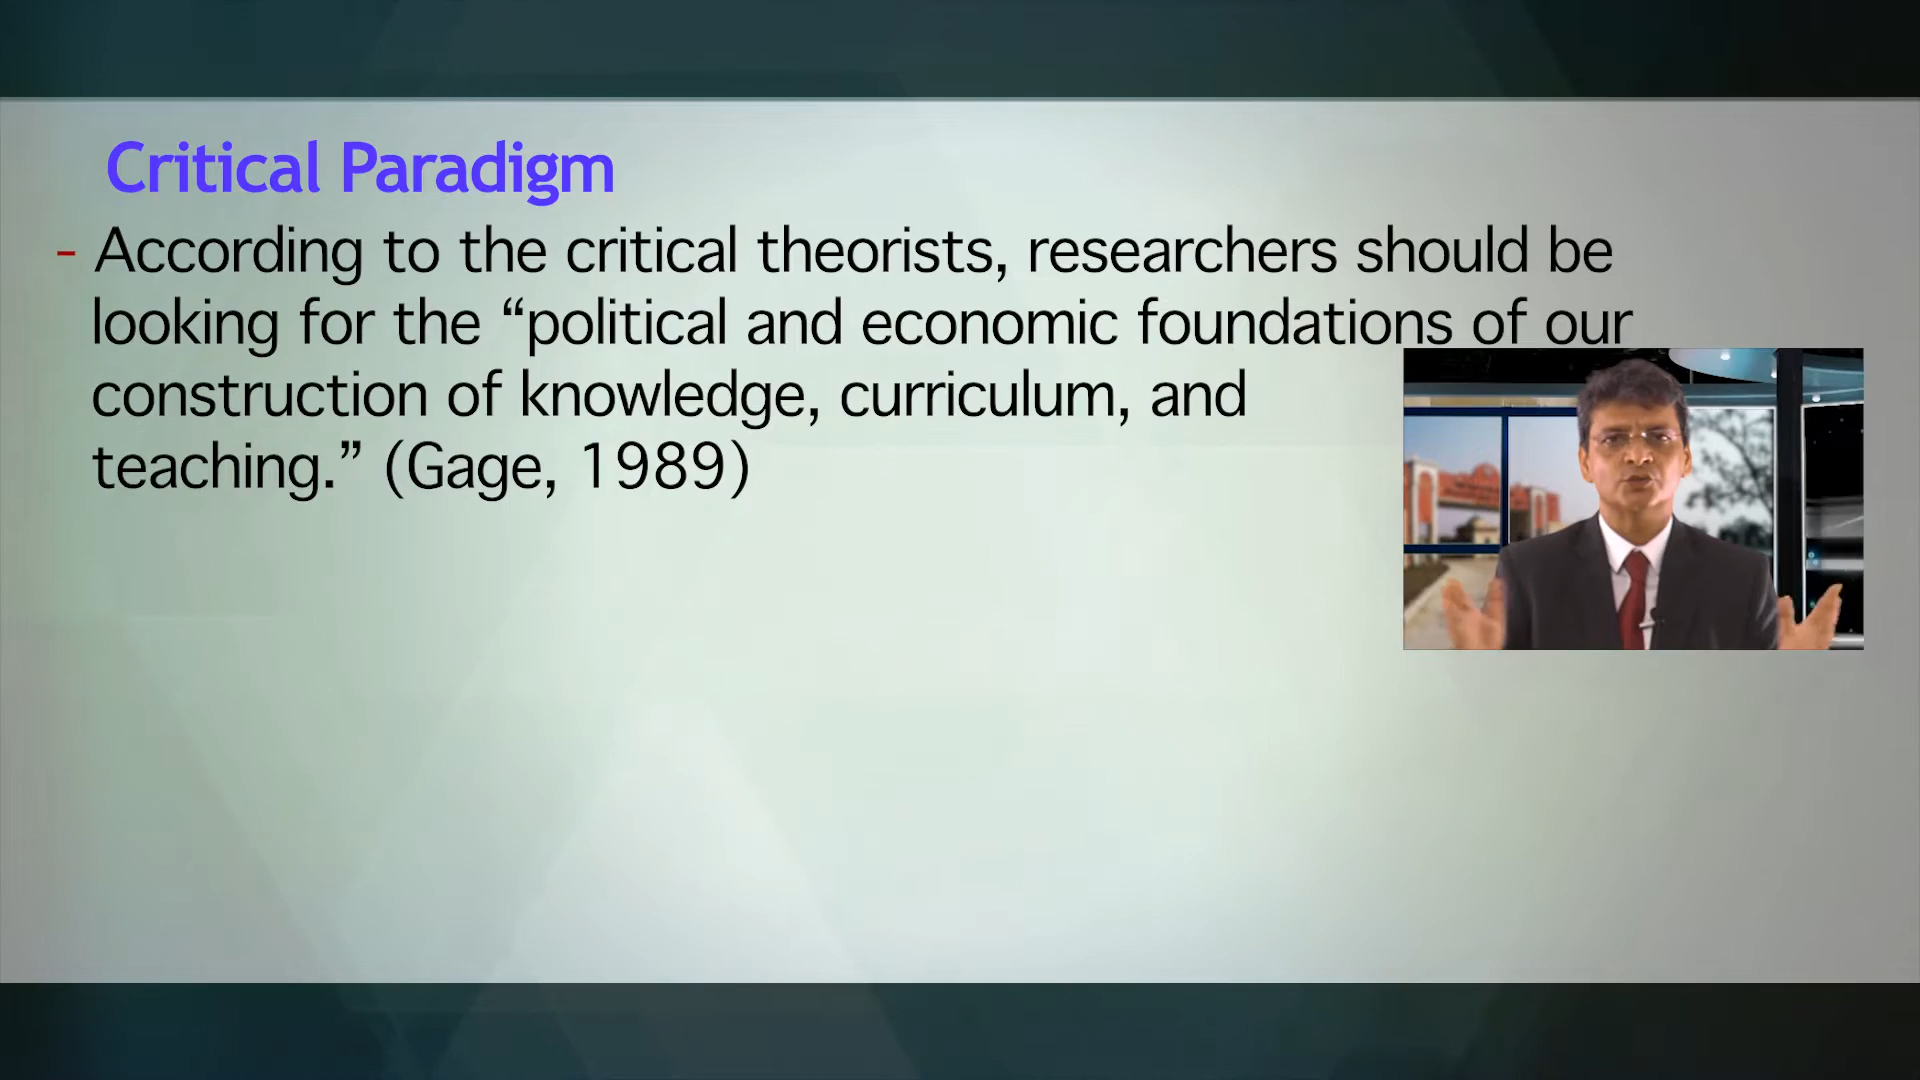 Critical Paradigm
- According to the critical theorists, researchers should be
looking for the “political and economic foundations of our
construction of knowledge, curriculum, and
teaching.” (Gage, 1989)